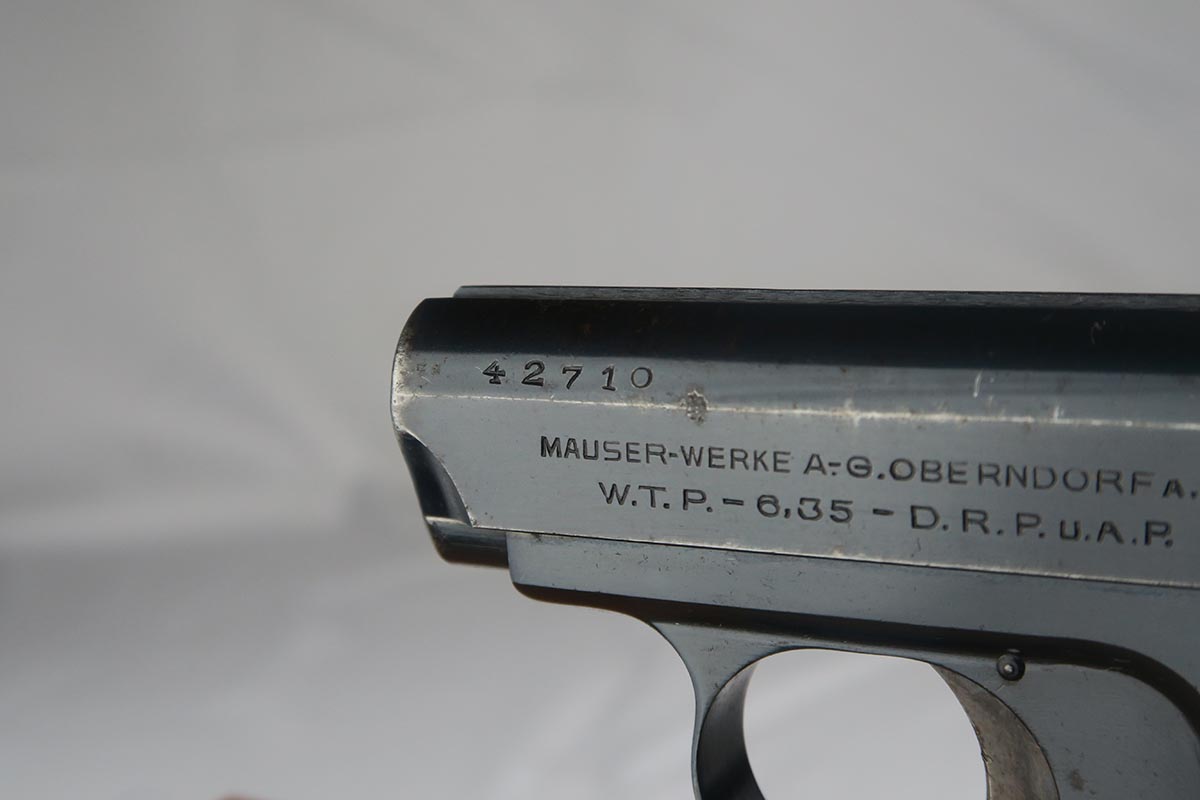 42710
MAUSER-WERKE A.-G. OBERNDORF A.
W.T.P. - 6,35 - D.R.P. U.A.P.